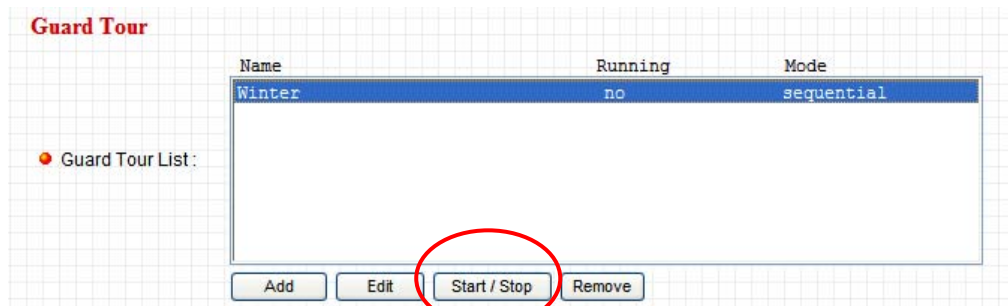 Guard Tour
Name Running Mode
Winter no sequential
Guard Tour List :
Add Edit Start / Stop Remove